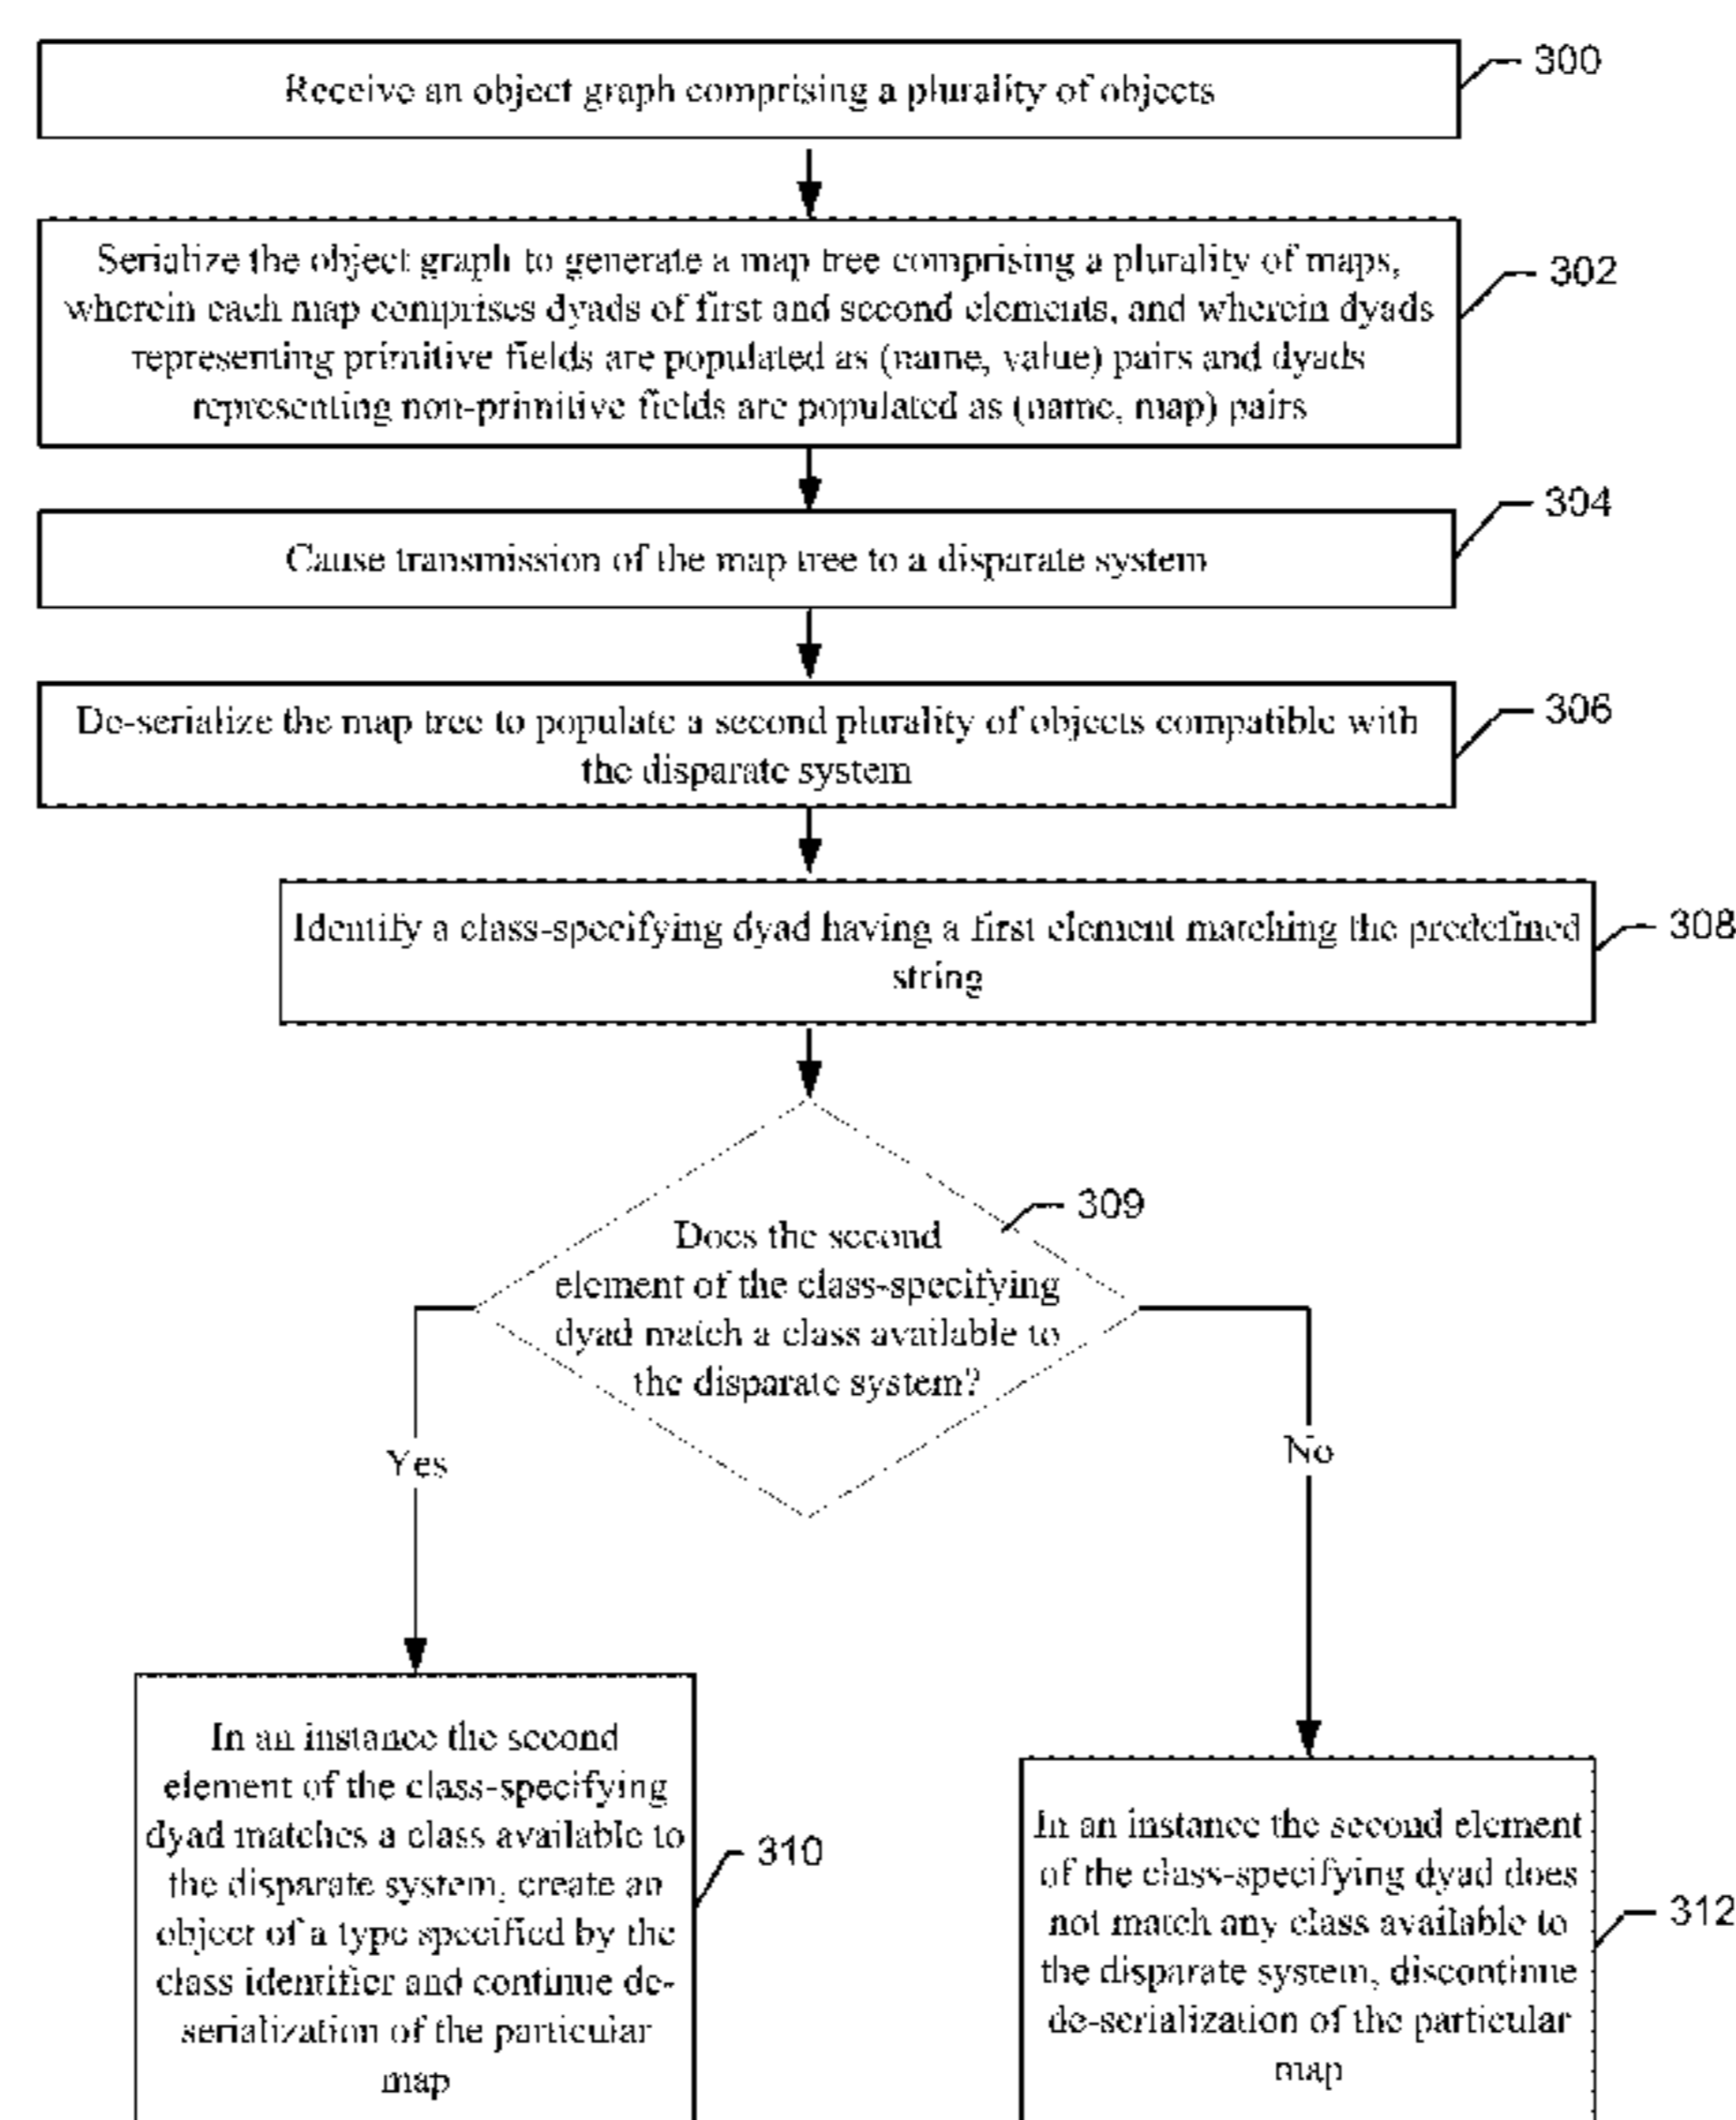 Receive an object graph comprising a plurality of objects
300
Serialize the object graph to generate a map tree comprising a plurality of maps,
wherein each map comprises dyads of first and second elements, and wherein dyads
representing primitive fields are populated as (name, value) pairs and dyads
representing non-primitive fields are populated as (name, map) pairs
302
Cause transmission of the map tree to a disparate system
304
De-serialize the map tree to populate a second plurality of objects compatible with
the disparate system
306
Identify a class-specifying dyad having a first element matching the predefined
string
308
Does the second
element of the class-specifying
dyad match a class available to
the disparate system?
309
Yes
No
In an instance the second
element of the class-specifying
dyad matches a class available to
the disparate system, create an
object of a type specified by the
class identifier and continue de-
serialization of the particular
map
310
In an instance the second element
of the class-specifying dyad does
not match any class available to
the disparate system, discontinue
de-serialization of the particular
map
312